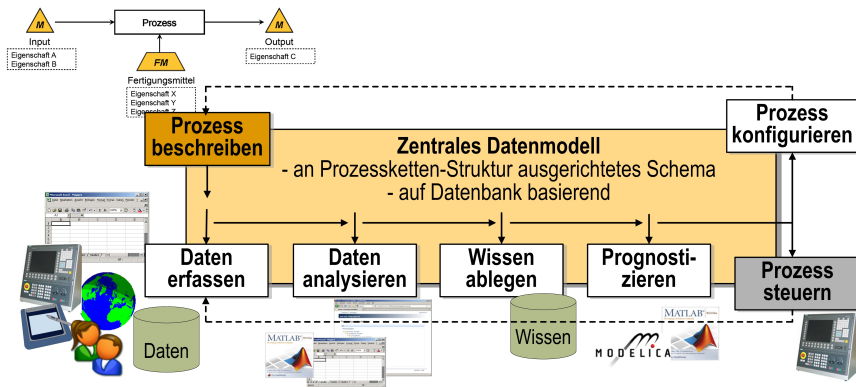 M
Prozess
M
Input
Output
Eigenschaft A
Eigenschaft B
Eigenschaft C
FM
Fertigungsmittel
Eigenschaft X
Eigenschaft Y
Eigenschaft Z
Prozess
beschreiben
Prozess
konfigurieren
Zentrales Datenmodell
- an Prozessketten-Struktur ausgerichtetes Schema
- auf Datenbank basierend
Daten
erfassen
Daten
analysieren
Wissen
ablegen
Prognosti-
zieren
Prozess
steuern
Daten
MATLAB
Wissen
MODELICA
MATLAB